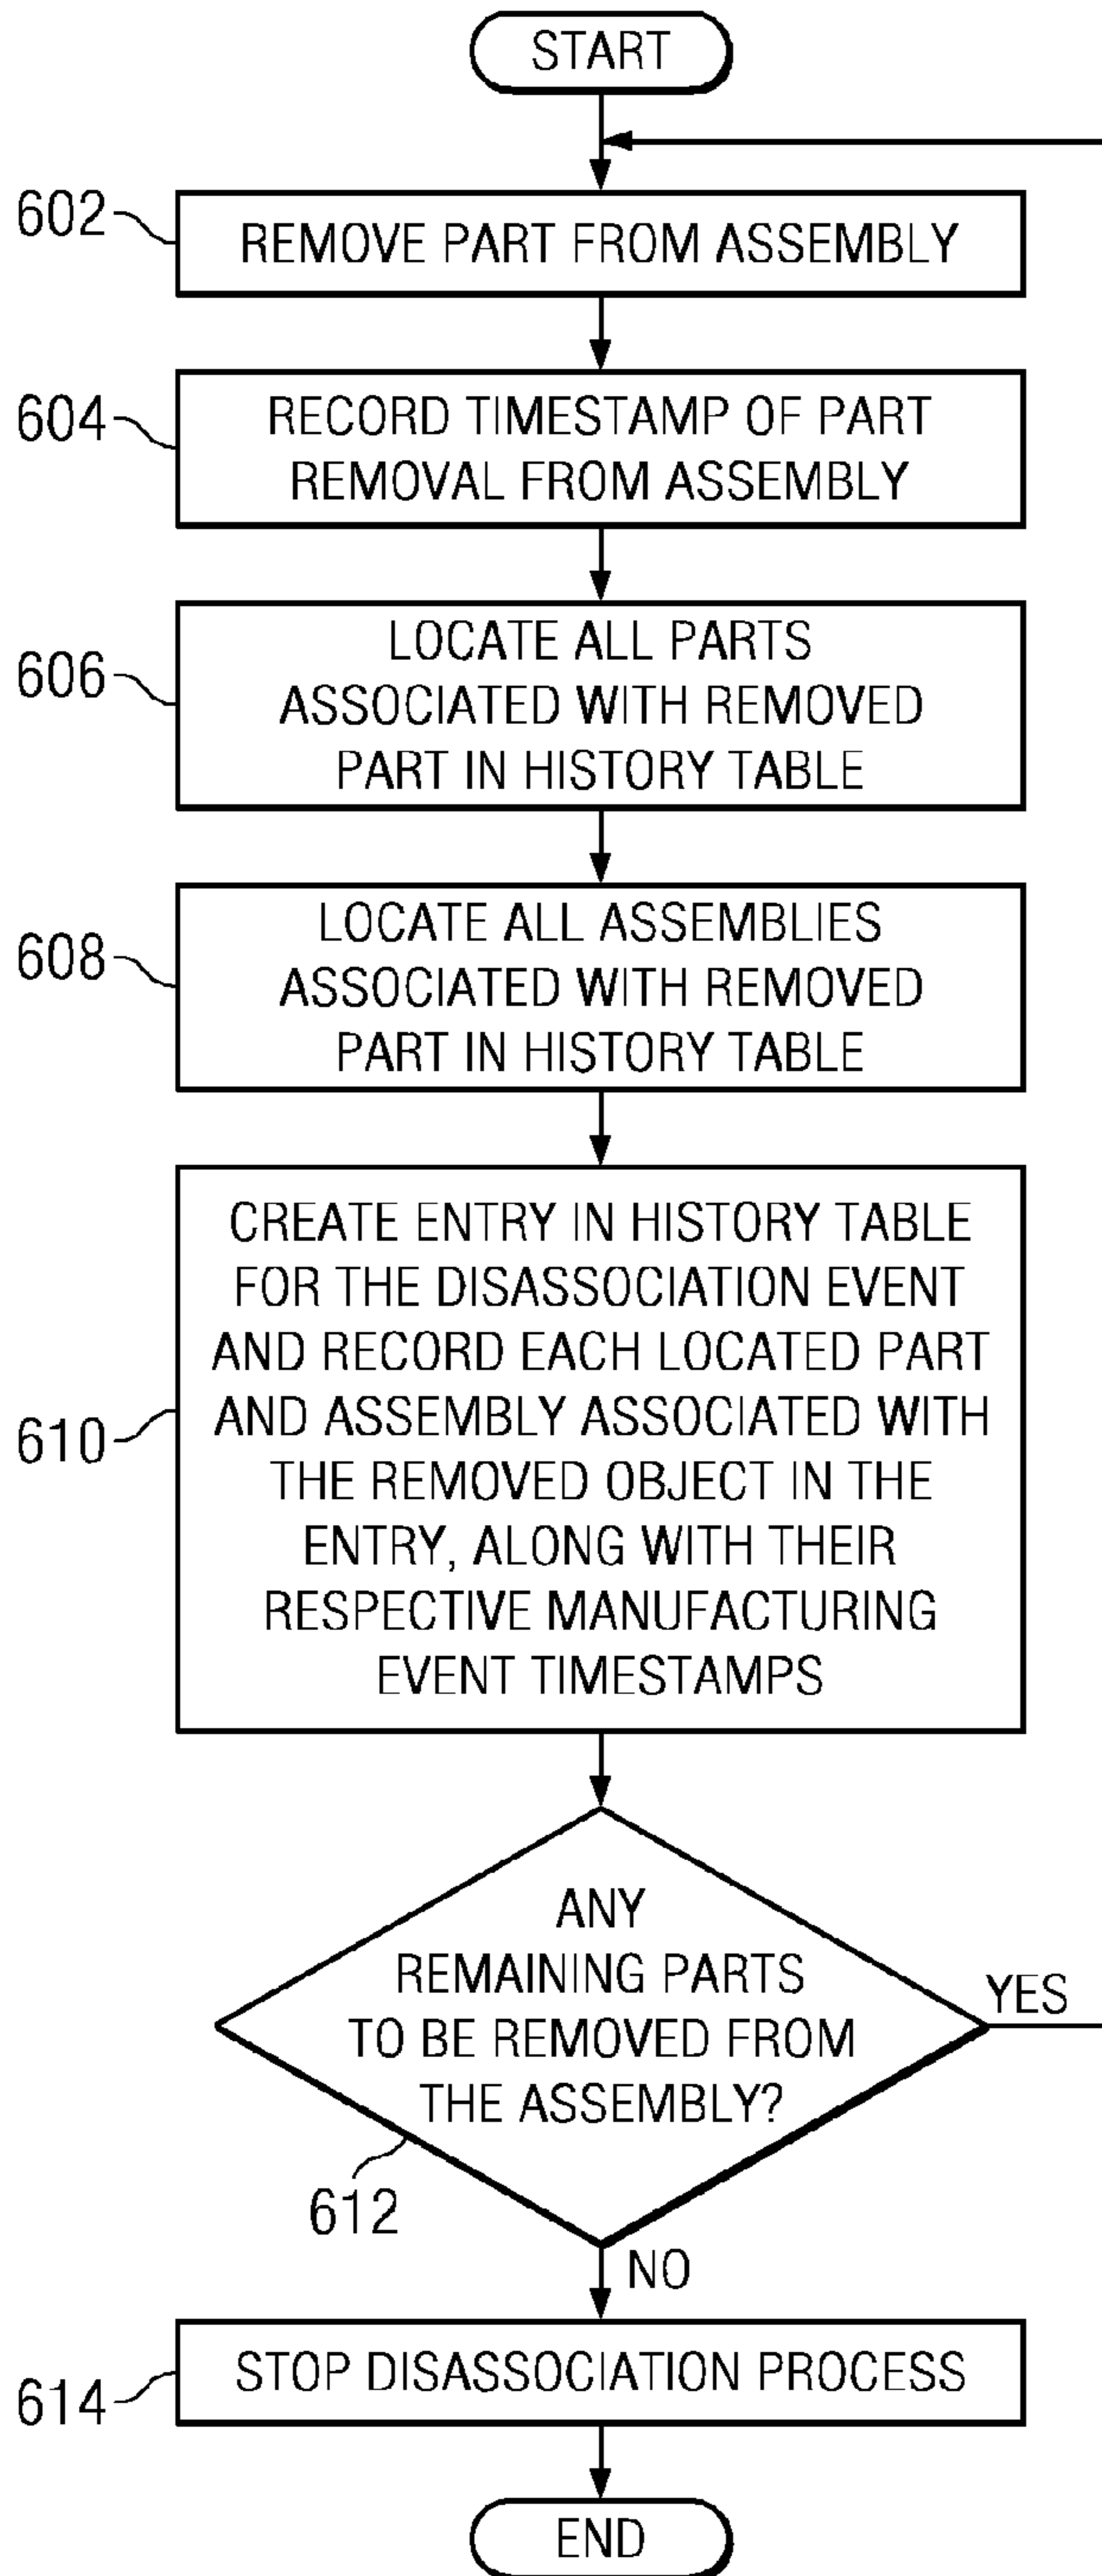 START
602
REMOVE PART FROM ASSEMBLY
604
RECORD TIMESTAMP OF PART
REMOVAL FROM ASSEMBLY
606
LOCATE ALL PARTS
ASSOCIATED WITH REMOVED
PART IN HISTORY TABLE
608
LOCATE ALL ASSEMBLIES
ASSOCIATED WITH REMOVED
PART IN HISTORY TABLE
610
CREATE ENTRY IN HISTORY TABLE
FOR THE DISASSOCIATION EVENT
AND RECORD EACH LOCATED PART
AND ASSEMBLY ASSOCIATED WITH
THE REMOVED OBJECT IN THE
ENTRY, ALONG WITH THEIR
RESPECTIVE MANUFACTURING
EVENT TIMESTAMPS
ANY
REMAINING PARTS
TO BE REMOVED FROM
THE ASSEMBLY?
YES
612
NO
614
STOP DISASSOCIATION PROCESS
END